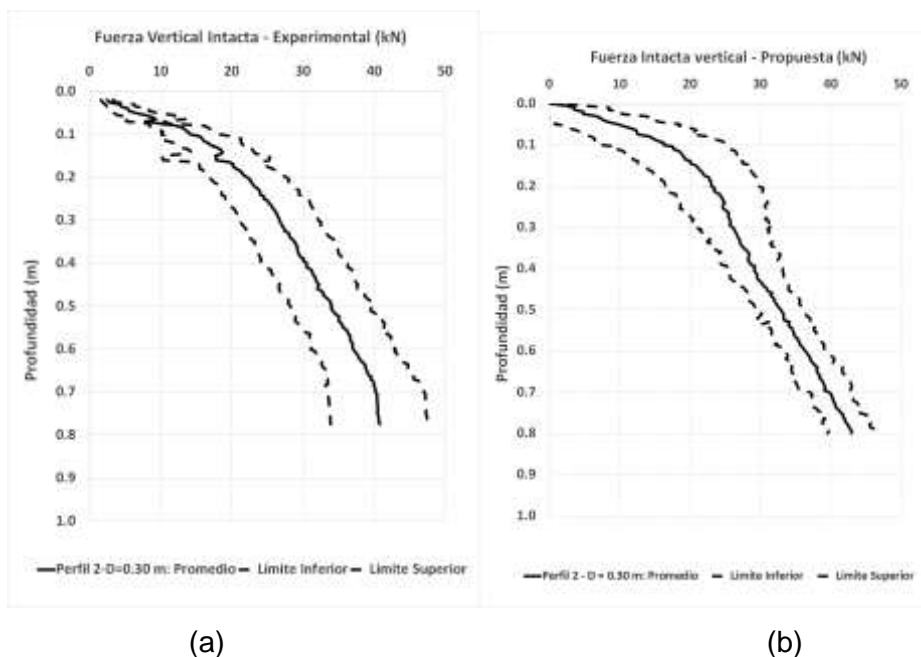 Fuerza Vertical Intacta - Experimental (kN)
0 10 20 30 40 50
0.0
0.1
0.2
0.3
0.4
0.5
0.6
0.7
0.8
0.9
1.0
Profundidad (m)
Perfil 2-D=0.30 m: Promedio Limite Inferior Limite Superior
(a)
Fuerza Intacta vertical - Propuesta (kN)
0 10 20 30 40 50
0.0
0.1
0.2
0.3
0.4
0.5
0.6
0.7
0.8
0.9
1.0
Profundidad (m)
Perfil 2 - D = 0.30 m: Promedio Limite Inferior Limite Superior
(b)